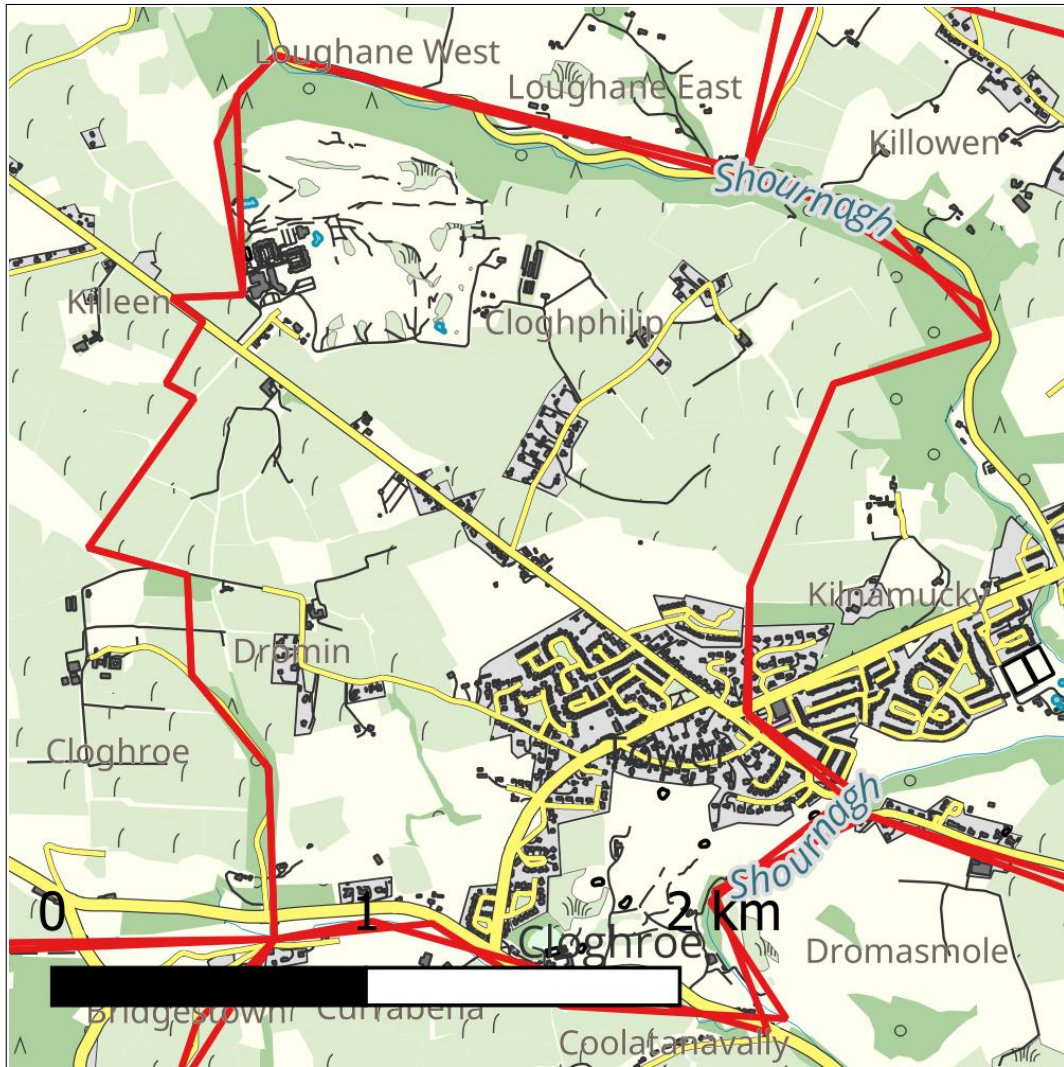 Loughane West
Loughane East
Killowen
Shournagh
Killeen
Cloghphilip
Kilnamucky
Dromin
Cloghroe
Tower
Shournagh
0 1 2 km
Cloghroe
Dromasmole
Bridgestown
Currabeha
Coolatanavally